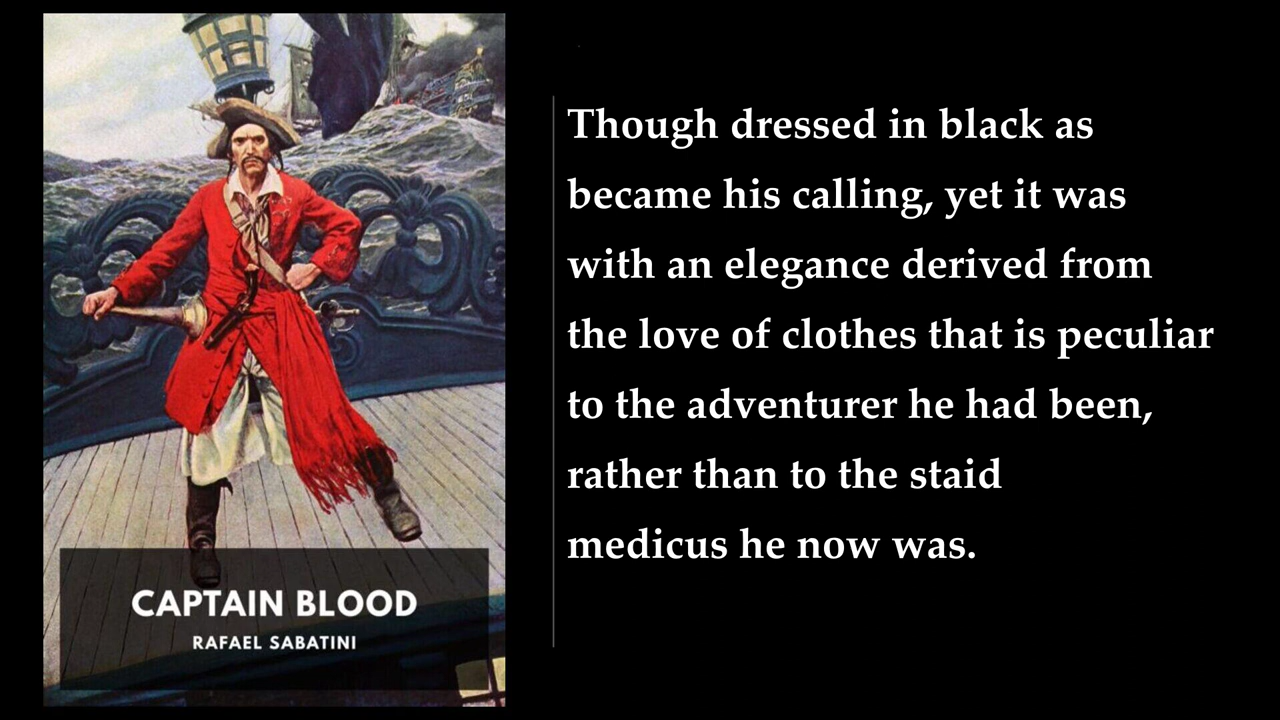 CAPTAIN BLOOD
RAFAEL SABATINI
Though dressed in black as
became his calling, yet it was
with an elegance derived from
the love of clothes that is peculiar
to the adventurer he had been,
rather than to the staid
medicus he now was.